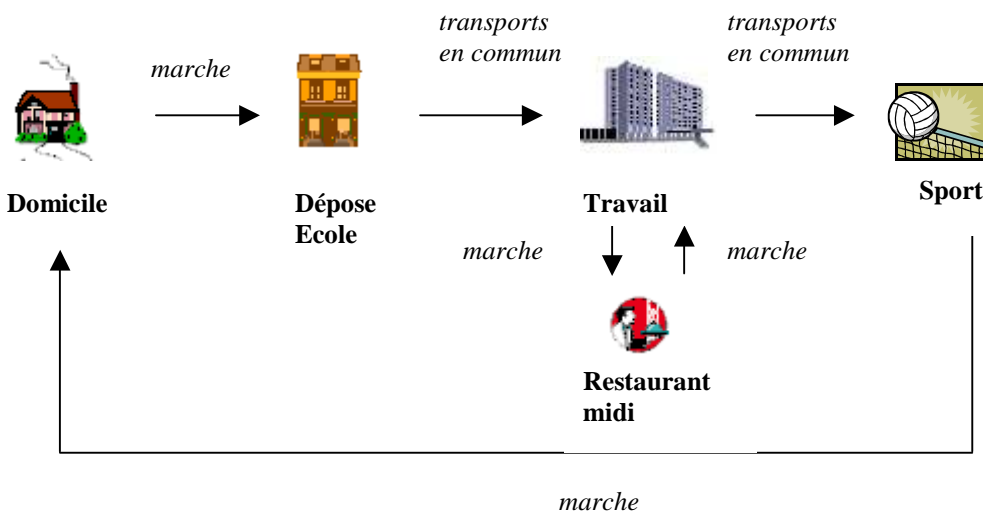 transports
en commun
transports
en commun
marche
Domicile
Dépose
Ecole
Travail
Sport
marche
marche
Restaurant
midi
marche